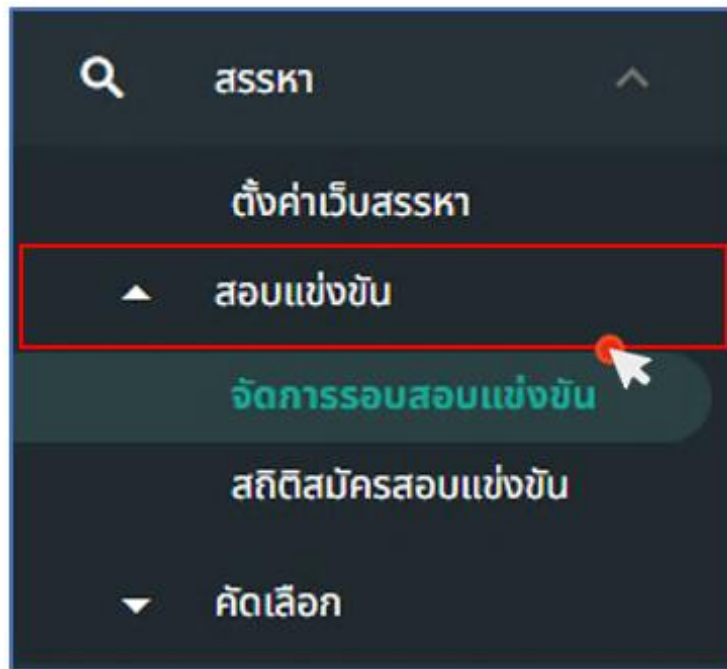 สรรหา
ตั้งค่าเว็บสรรหา
สอบแข่งขัน
จัดการรอบสอบแข่งขัน
สถิติสมัครสอบแข่งขัน
คัดเลือก